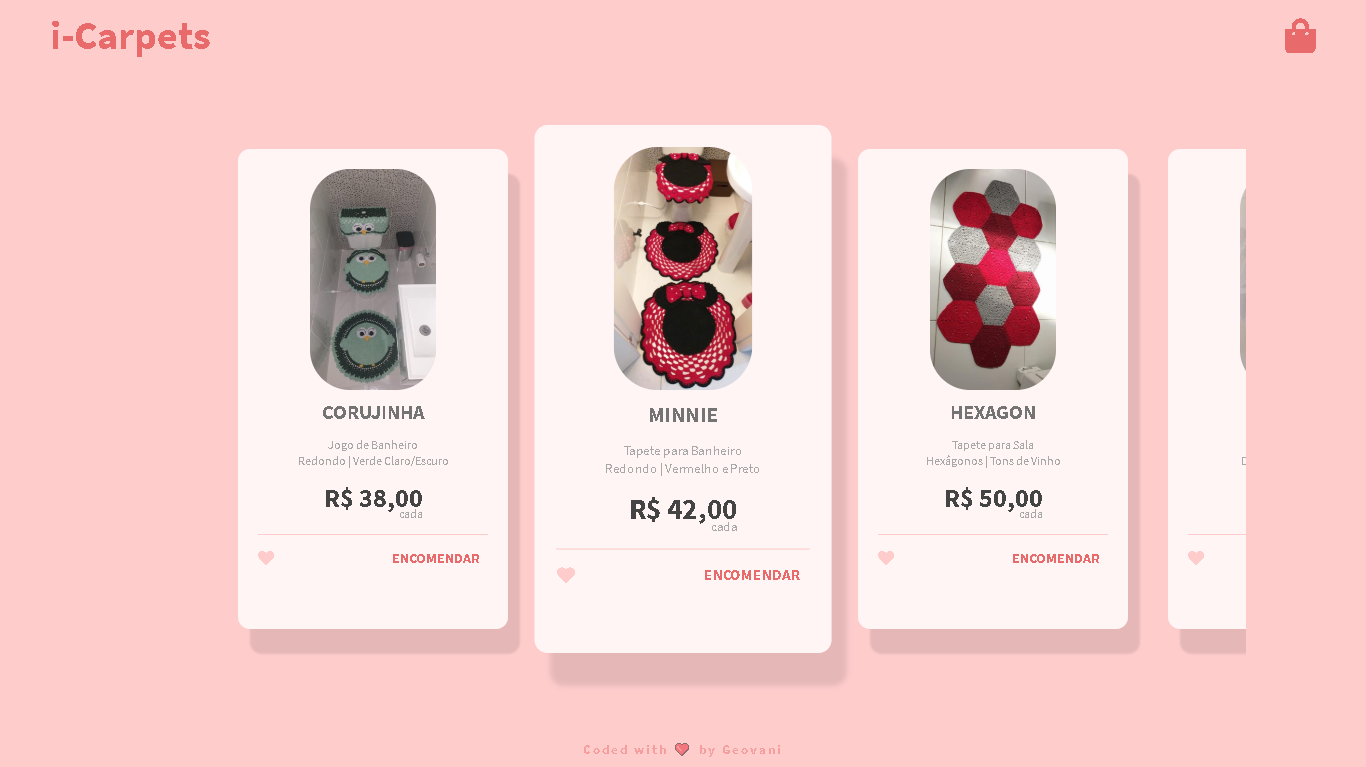 i-Carpets
CORUJINHA
Jogo de Banheiro
Redondo | Verde Claro/Escuro
R$ 38,00
cada
ENCOMENDAR
MINNIE
Tapete para Banheiro
Redondo | Vermelho e Preto
R$ 42,00
cada
ENCOMENDAR
HEXAGON
Tapete para Sala
Hexâgonos | Tons de Vinho
R$ 50,00
cada
ENCOMENDAR
Coded with ❤ by Geovani